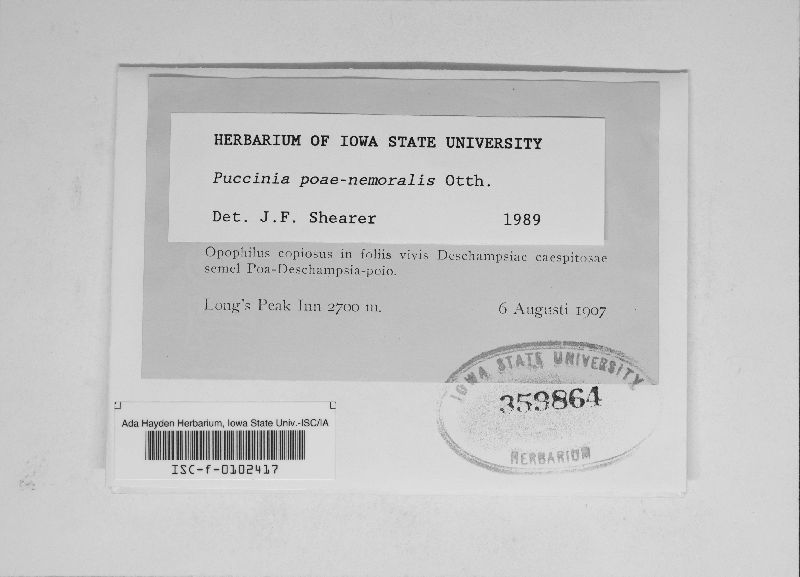 HERBARIUM OF IOWA STATE UNIVERSITY
Puccinia poae-nemoralis Otth.
Det. J.F. Shearer 1989
Opophilus copiosus in foliis vivis Deschampsiae caespitosae
semel Poa-Deschampsia-poio.
Long's Peak Inn 2700 m. 6 Augusti 1907
IOWA STATE UNIVERSITY
359864
HERBARIUM
Ada Hayden Herbarium, Iowa State Univ.-ISC/IA
ISC-f-0102417